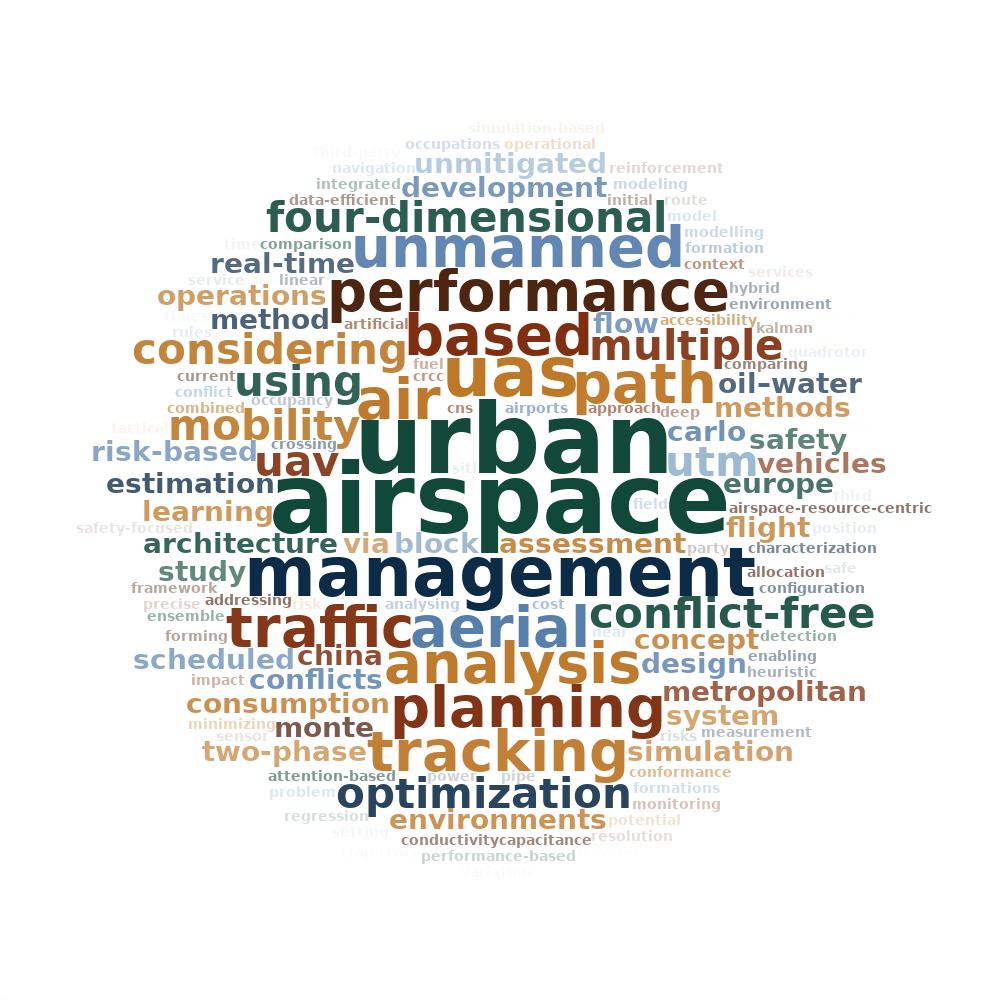 simulation-based
occupations operational
third-party
unmitigated
navigation reinforcement
integrated development modeling
data-efficient initial route
four-dimensional model
unmanned modelling
time comparison formation
real-time context
services
service linear performance hybrid
operations environment
times method artificial based flow accessibility kalman
rules
considering multiple quadrotor
fuel uas comparing
current using crcc path oil–water
conflict occupancy air
combined cns airports approach deep methods
tactical mobility urban carlo safety
risk-based crossing
uav sitl utm vehicles
estimation airspace europe
third
learning field airspace-resource-centric
safety-focused flight position
architecture via block assessment party characterization
study management allocation safe
framework configuration
precise addressing risk analysing cost conflict-free
ensemble traffic aerial
forming near concept detection
scheduled china analysis design enabling
impact conflicts heuristic
consumption planning metropolitan
minimizing monte system
sensor tracking risks measurement
two-phase simulation
attention-based power pipe conformance
problem optimization formations
monitoring
regression environments potential
setting resolution
conductivitycapacitance
performance-based
variation